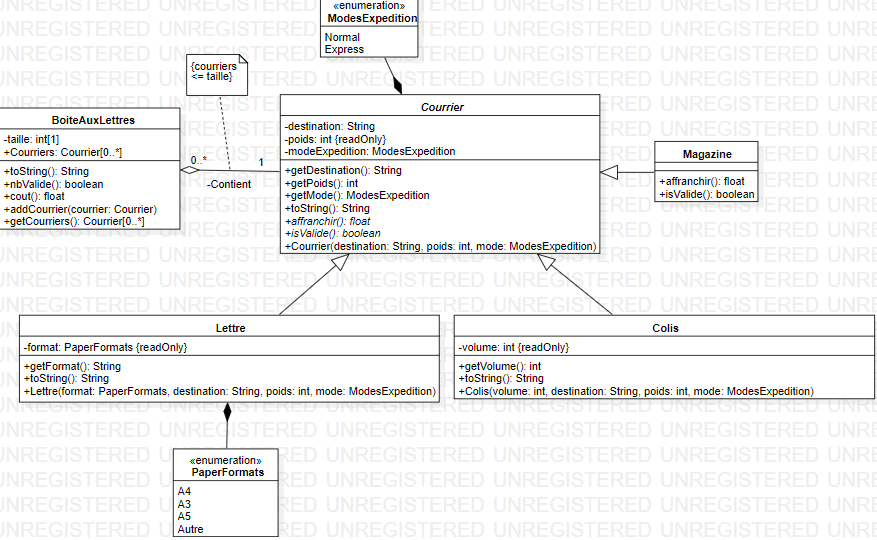 «enumeration»
ModesExpedition
Normal
Express
{courriers
<= taille}
BoiteAuxLettres
-taille: int[1]
+Courriers: Courrier[0..*]
+toString(): String
+nbValide(): boolean
+cout(): float
+addCourrier(courrier: Courrier)
+getCourriers(): Courrier[0..*]
0..*
1
-Contient
Courrier
-destination: String
-poids: int {readOnly}
-modeExpedition: ModesExpedition
+getDestination(): String
+getPoids(): int
+getMode(): ModesExpedition
+toString(): String
+affranchir(): float
+isValide(): boolean
+Courrier(destination: String, poids: int, mode: ModesExpedition)
Magazine
+affranchir(): float
+isValide(): boolean
Lettre
-format: PaperFormats {readOnly}
+getFormat(): String
+toString(): String
+Lettre(format: PaperFormats, destination: String, poids: int, mode: ModesExpedition)
Colis
-volume: int {readOnly}
+getVolume(): int
+toString(): String
+Colis(volume: int, destination: String, poids: int, mode: ModesExpedition)
«enumeration»
PaperFormats
A4
A3
A5
Autre
UNREGISTERED